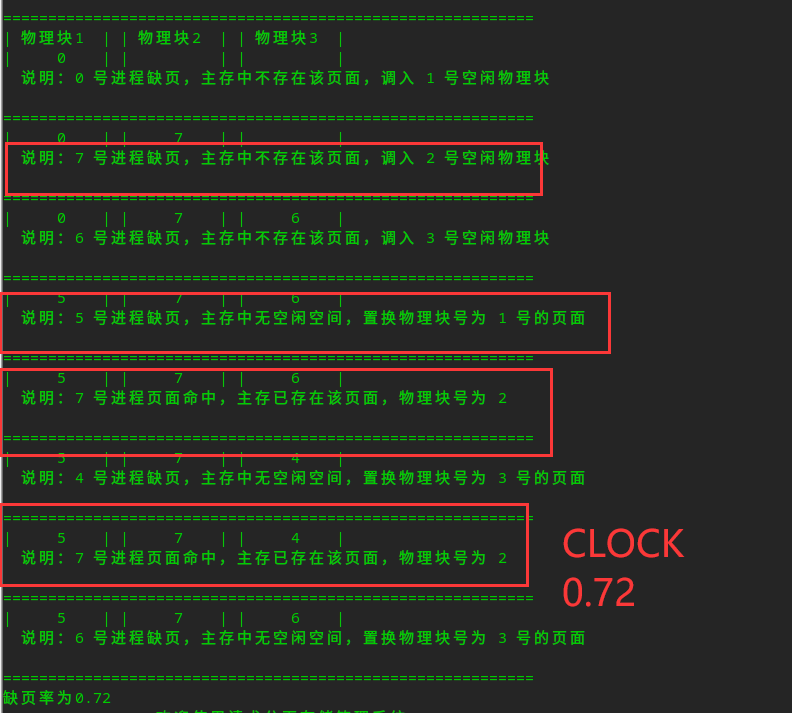 ======================================================
| 物理块1 | | 物理块2 | | 物理块3 |
| 0 | | | | |
说明: 0 号进程缺页, 主存中不存在该页面, 调入 1 号空闲物理块
======================================================
| 0 | | 7 | | |
说明: 7 号进程缺页, 主存中不存在该页面, 调入 2 号空闲物理块
======================================================
| 0 | | 7 | | 6 |
说明: 6 号进程缺页, 主存中不存在该页面, 调入 3 号空闲物理块
======================================================
| 5 | | 7 | | 6 |
说明: 5 号进程缺页, 主存中无空闲空间, 置换物理块号为 1 号的页面
======================================================
| 5 | | 7 | | 6 |
说明: 7 号进程页面命中, 主存已存在该页面, 物理块号为 2
======================================================
| 5 | | 7 | | 4 |
说明: 4 号进程缺页, 主存中无空闲空间, 置换物理块号为 3 号的页面
======================================================
| 5 | | 7 | | 4 |
说明: 7 号进程页面命中, 主存已存在该页面, 物理块号为 2
CLOCK
0.72
======================================================
| 5 | | 7 | | 6 |
说明: 6 号进程缺页, 主存中无空闲空间, 置换物理块号为 3 号的页面
======================================================
缺页率为0.72